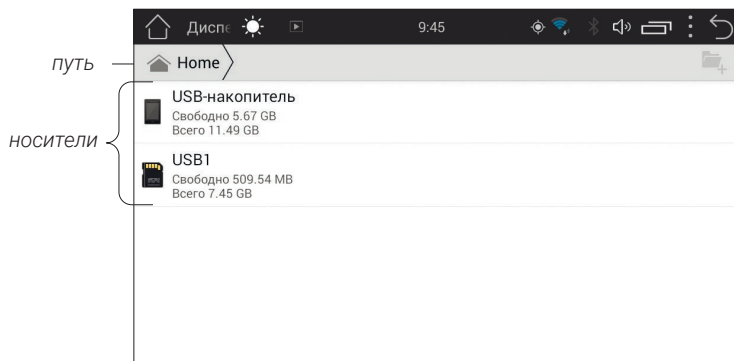 Диспе
9:45
путь
Home
носители
USB-накопитель
Свободно 5.67 GB
Всего 11.49 GB
USB1
Свободно 509.54 MB
Всего 7.45 GB